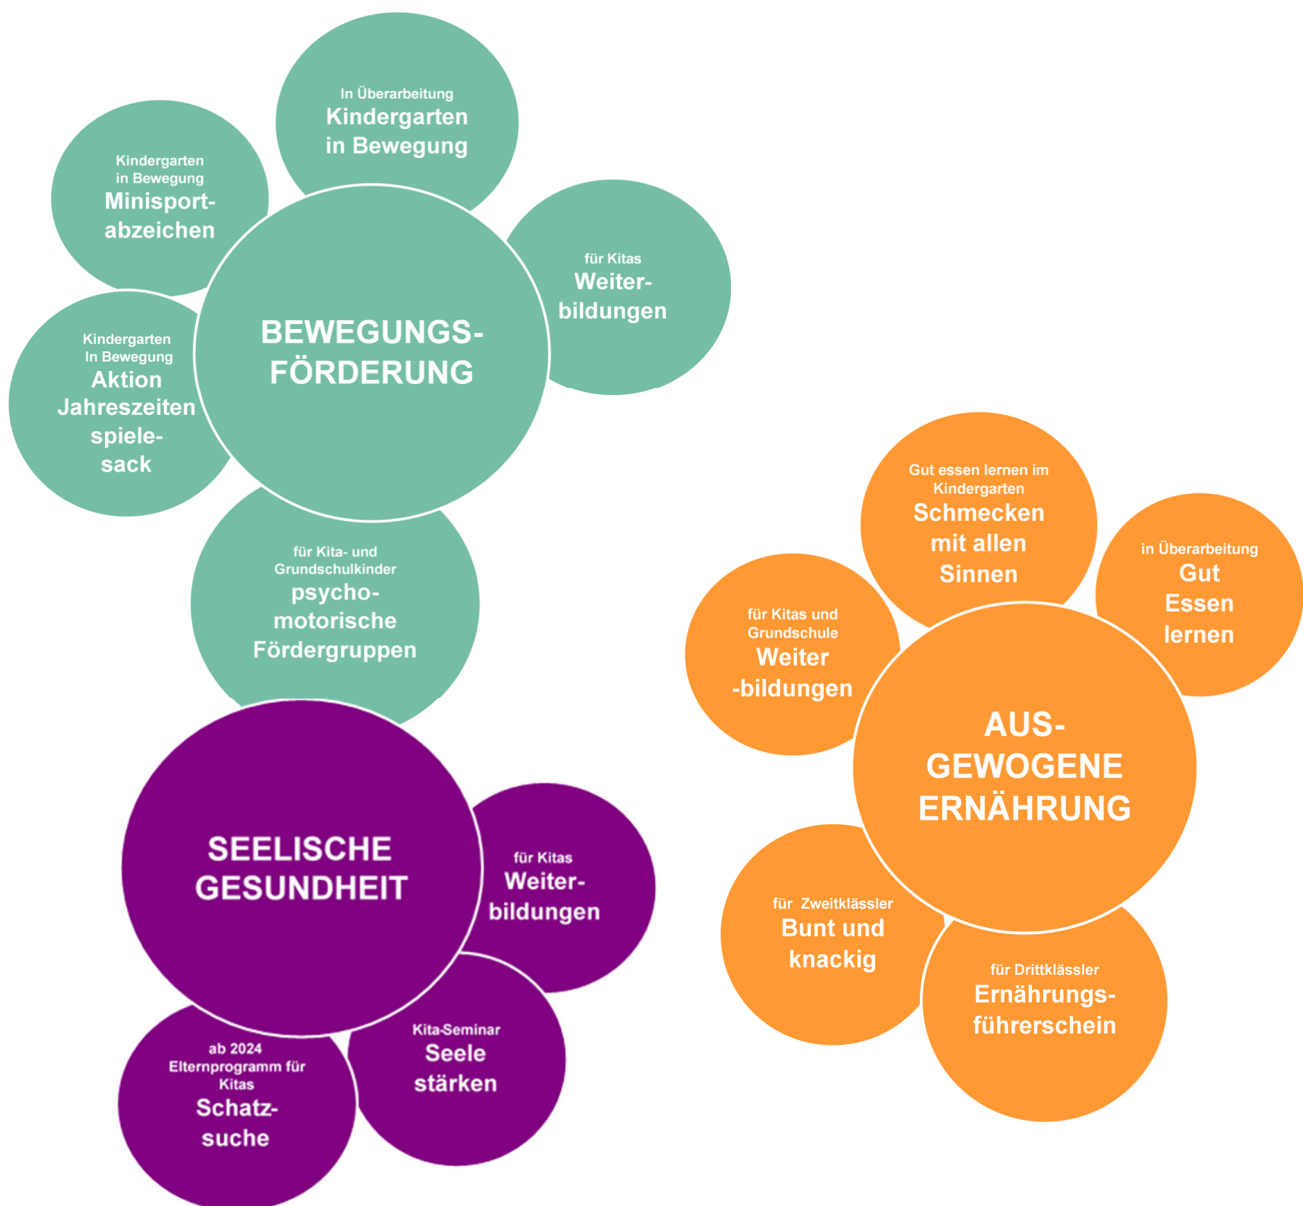 In Überarbeitung
Kindergarten
in Bewegung
Kindergarten
in Bewegung
Minisport-
abzeichen
für Kitas
Weiter-
bildungen
BEWEGUNGS-
FÖRDERUNG
Kindergarten
In Bewegung
Aktion
Jahreszeiten
spiele-
sack
für Kita- und
Grundschulkinder
psycho-
motorische
Fördergruppen
Gut essen lernen im
Kindergarten
Schmecken
mit allen
Sinnen
in Überarbeitung
Gut
Essen
lernen
für Kitas und
Grundschule
Weiter
-bildungen
AUS-
GEWOGENE
ERNÄHRUNG
für Zweitklässler
Bunt und
knackig
für Drittklässler
Ernährungs-
führerschein
SEELISCHE
GESUNDHEIT
für Kitas
Weiter-
bildungen
Kita-Seminar
Seele
stärken
ab 2024
Elternprogramm für
Kitas
Schatz-
suche